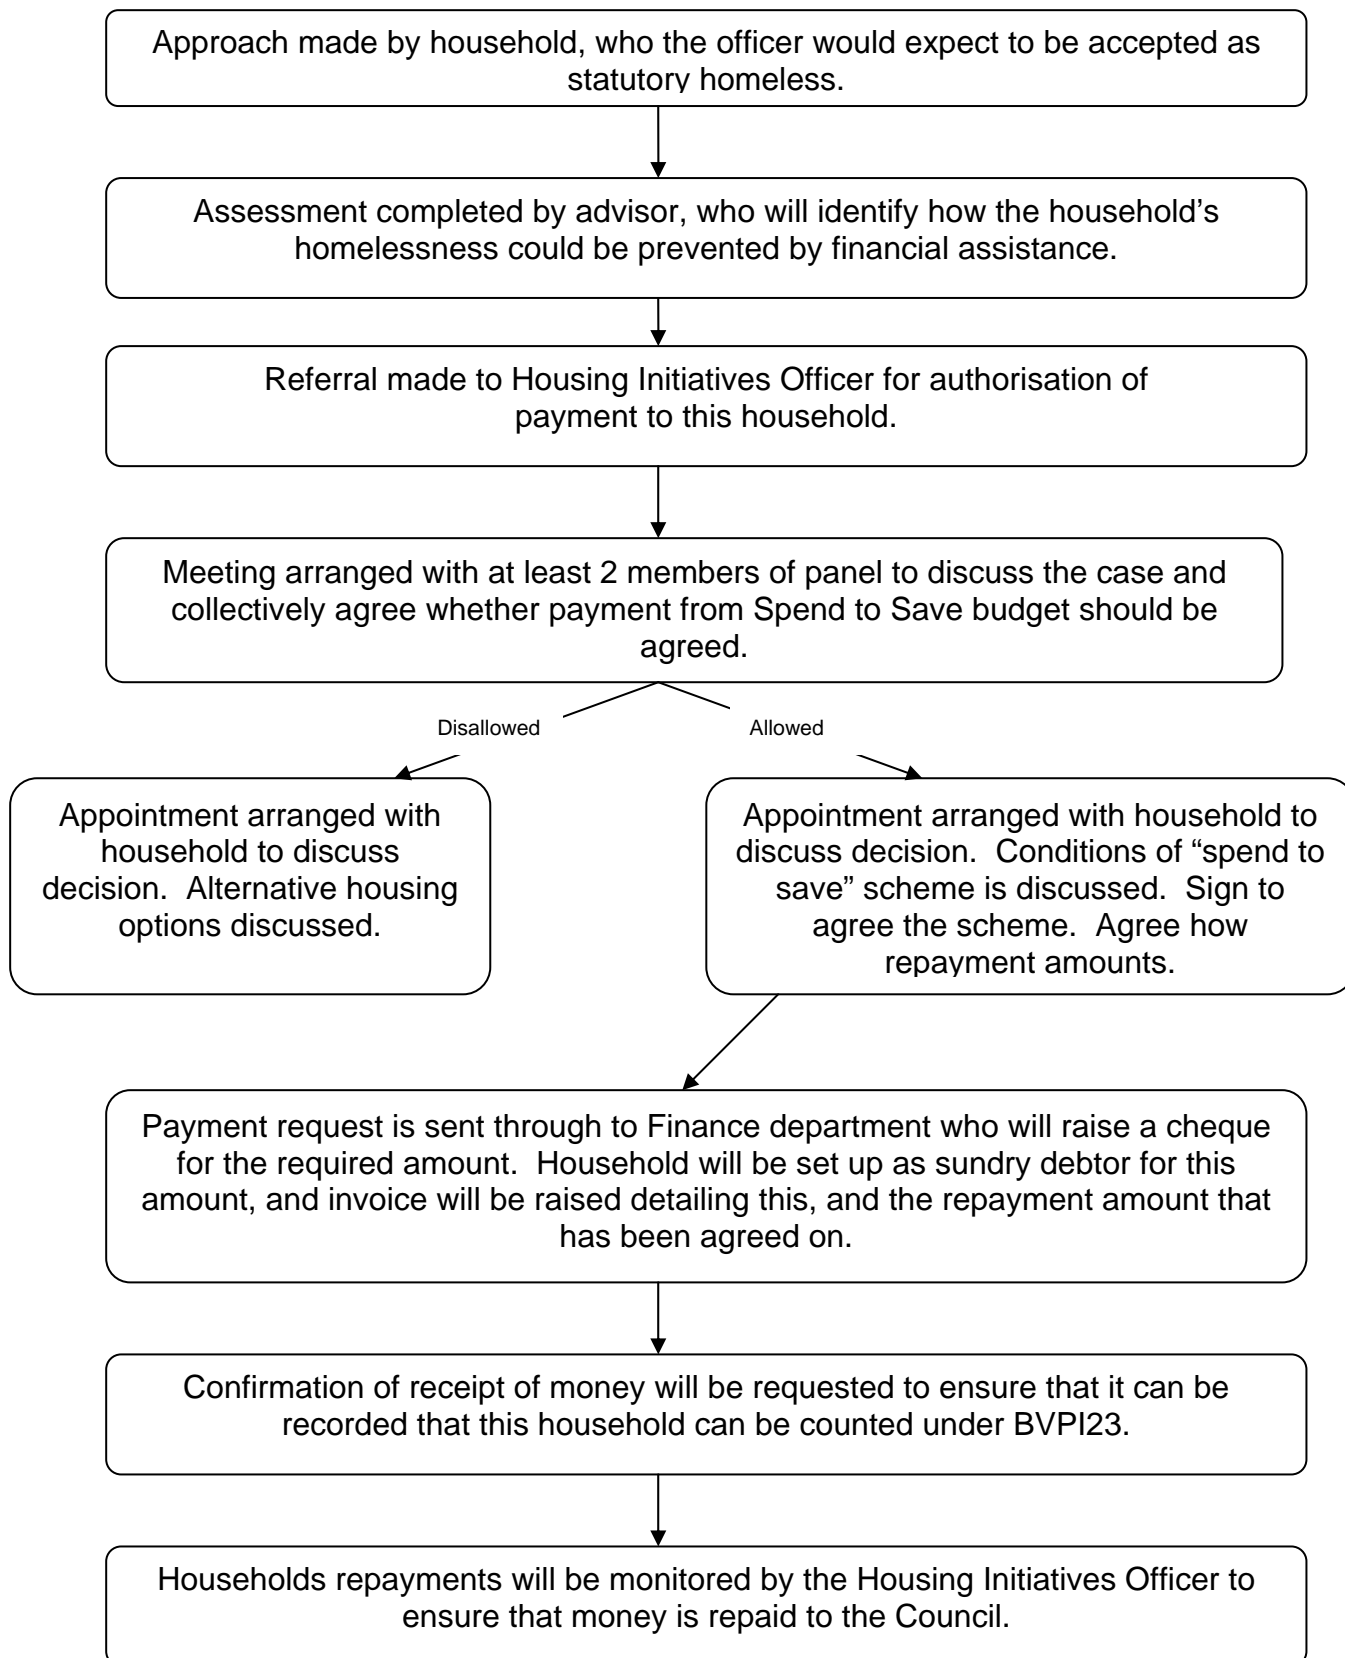 Approach made by household, who the officer would expect to be accepted as
statutory homeless.
Assessment completed by advisor, who will identify how the household’s
homelessness could be prevented by financial assistance.
Referral made to Housing Initiatives Officer for authorisation of
payment to this household.
Meeting arranged with at least 2 members of panel to discuss the case and
collectively agree whether payment from Spend to Save budget should be
agreed.
Disallowed
Allowed
Appointment arranged with
household to discuss
decision.  Alternative housing
options discussed.
Appointment arranged with household to
discuss decision.  Conditions of “spend to
save” scheme is discussed.  Sign to
agree the scheme.  Agree how
repayment amounts.
Payment request is sent through to Finance department who will raise a cheque
for the required amount.  Household will be set up as sundry debtor for this
amount, and invoice will be raised detailing this, and the repayment amount that
has been agreed on.
Confirmation of receipt of money will be requested to ensure that it can be
recorded that this household can be counted under BVPI23.
Households repayments will be monitored by the Housing Initiatives Officer to
ensure that money is repaid to the Council.